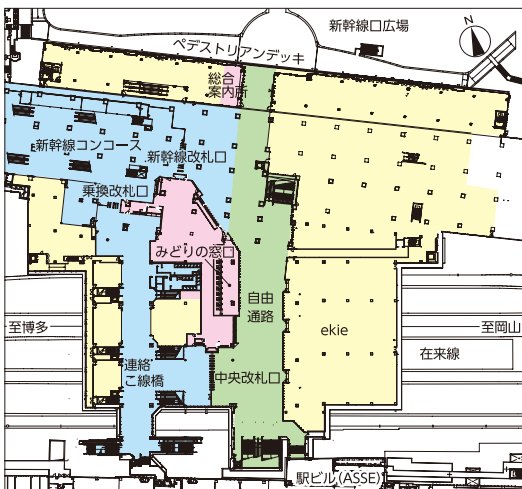 新幹線口広場
ペデストリアンデッキ
N
総合
案内所
新幹線コンコース
新幹線改札口
乗換改札口
みどりの窓口
自由
通路
至博多
ekie
至岡山
在来線
連絡
こ線橋
中央改札口
駅ビル(ASSE)